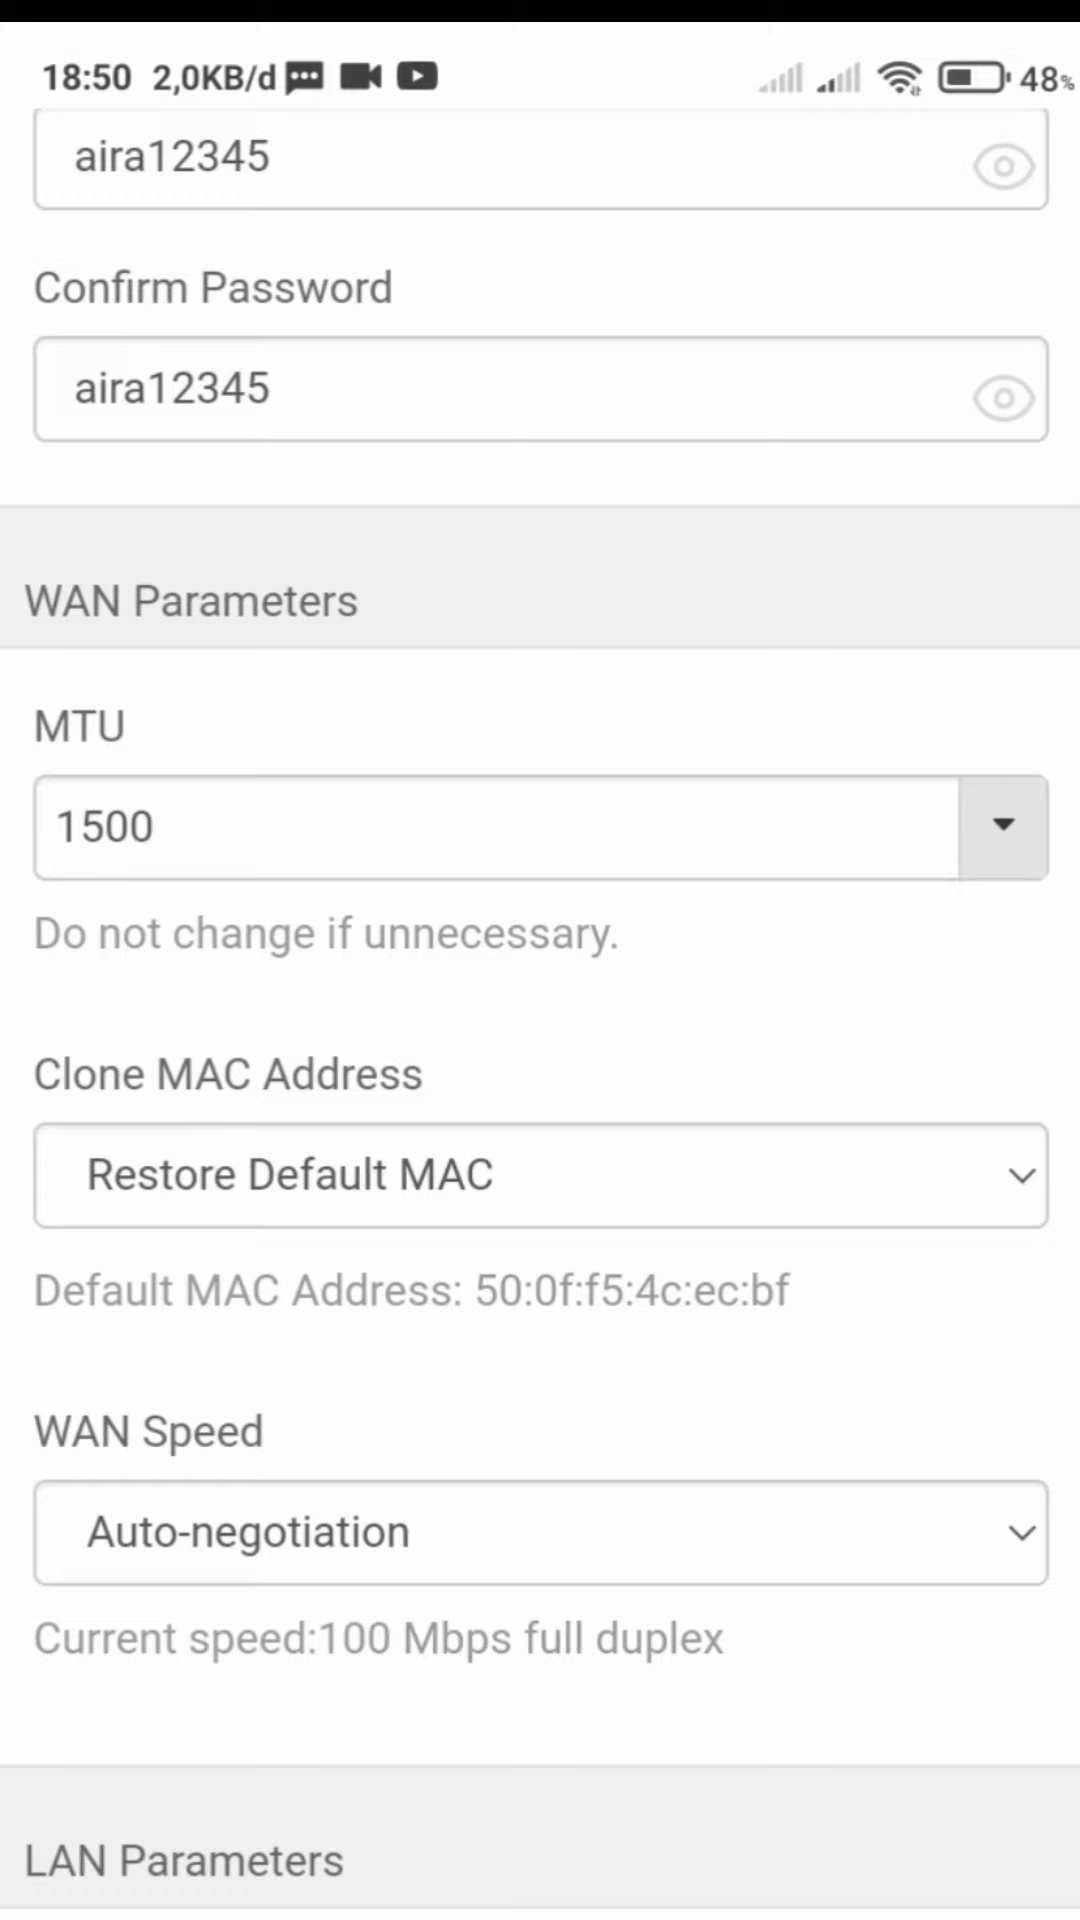 18:50 2,0KB/d 48%
aira12345
Confirm Password
aira12345
WAN Parameters
MTU
1500
Do not change if unnecessary.
Clone MAC Address
Restore Default MAC
Default MAC Address: 50:0f:f5:4c:ec:bf
WAN Speed
Auto-negotiation
Current speed:100 Mbps full duplex
LAN Parameters